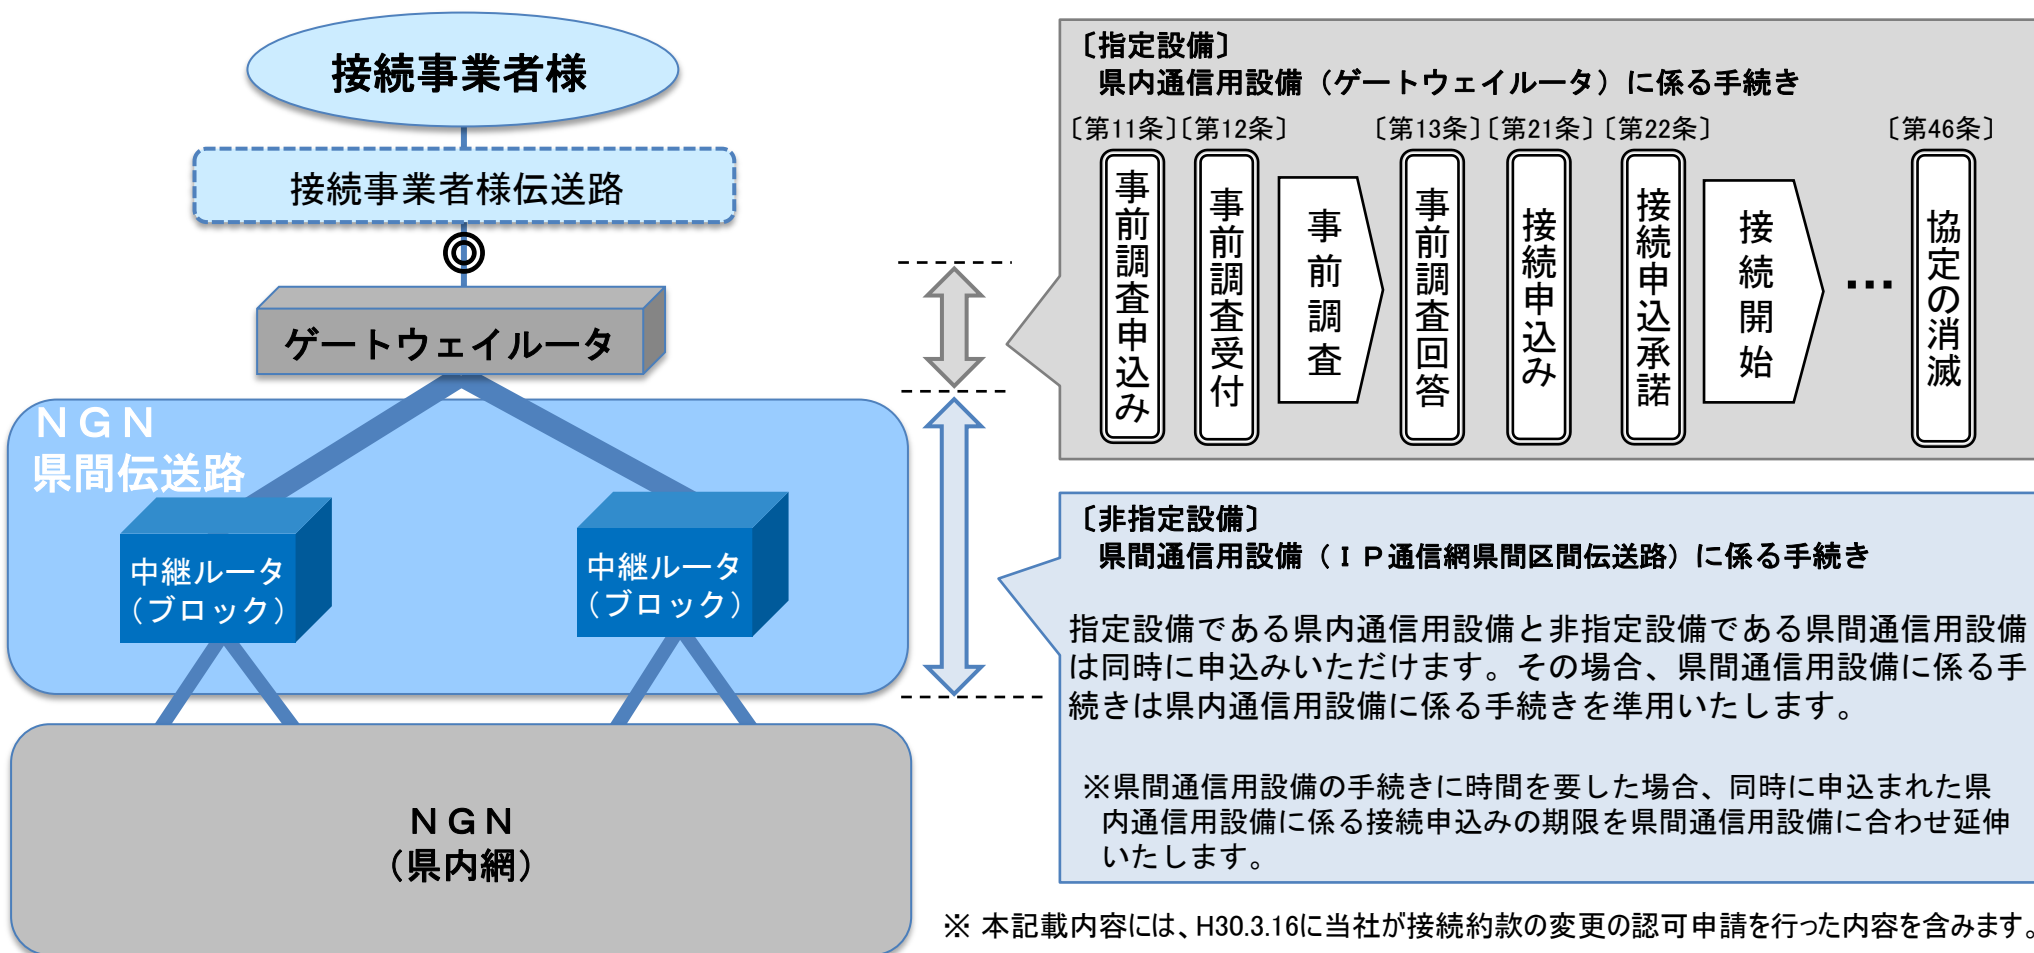 接続事業者様
接続事業者様伝送路
ゲートウェイルータ
ＮＧＮ
県間伝送路
中継ルータ
（ブロック）
中継ルータ
（ブロック）
ＮＧＮ
（県内網）
〔指定設備〕
県内通信用設備（ゲートウェイルータ）に係る手続き
〔第11条〕〔第12条〕 〔第13条〕〔第21条〕〔第22条〕 〔第46条〕
事前調査申込み
事前調査受付
事前調査
事前調査回答
接続申込み
接続申込承諾
接続開始
…
協定の消滅
〔非指定設備〕
県間通信用設備（ＩＰ通信網県間区間伝送路）に係る手続き
指定設備である県内通信用設備と非指定設備である県間通信用設備
は同時に申込みいただけます。その場合、県間通信用設備に係る手
続きは県内通信用設備に係る手続きを準用いたします。
※県間通信用設備の手続きに時間を要した場合、同時に申込まれた県
内通信用設備に係る接続申込みの期限を県間通信用設備に合わせ延伸
いたします。
※ 本記載内容には、H30.3.16に当社が接続約款の変更の認可申請を行った内容を含みます。